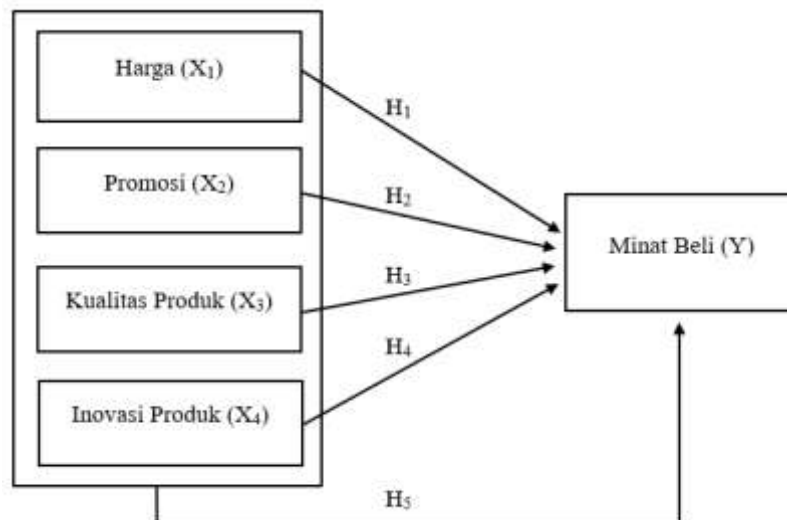 Harga (X₁)
H₁
Promosi (X₂)
H₂
Minat Beli (Y)
Kualitas Produk (X₃)
H₃
H₄
Inovasi Produk (X₄)
H₅